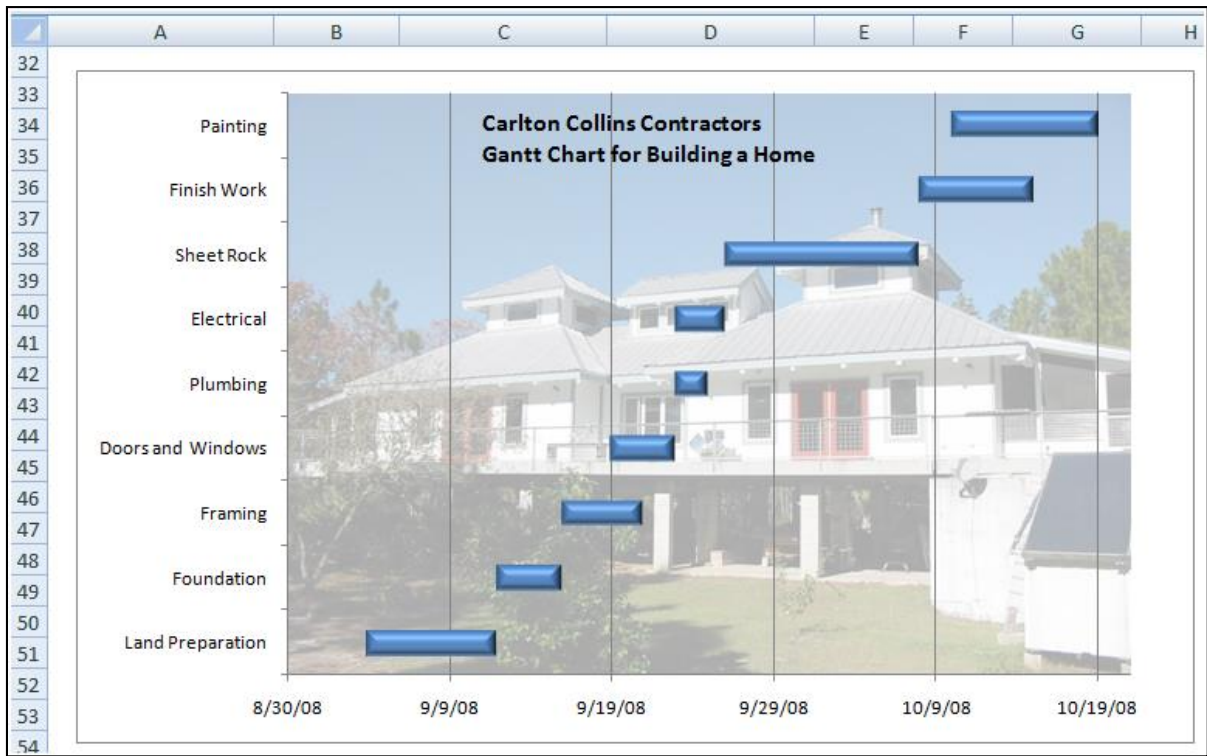 A B C D E F G H
32
33
34
35
36
37
38
39
40
41
42
43
44
45
46
47
48
49
50
51
52
53
54
Carlton Collins Contractors
Gantt Chart for Building a Home
Painting
Finish Work
Sheet Rock
Electrical
Plumbing
Doors and Windows
Framing
Foundation
Land Preparation
8/30/08 9/9/08 9/19/08 9/29/08 10/9/08 10/19/08